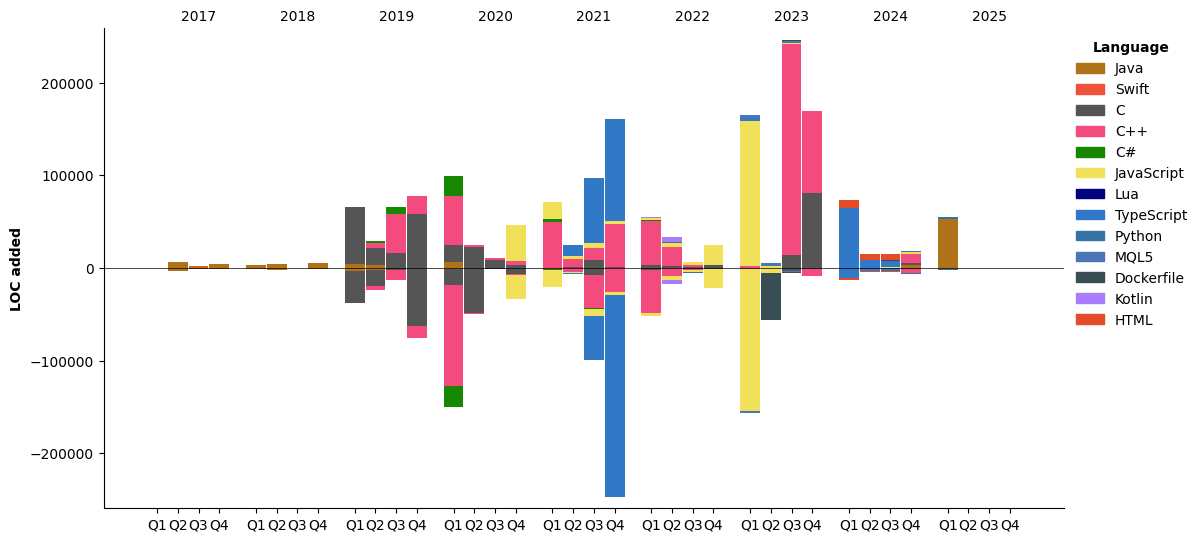 2017 2018 2019 2020 2021 2022 2023 2024 2025
LOC added
200000
100000
0
−100000
−200000
Q1 Q2 Q3 Q4 Q1 Q2 Q3 Q4 Q1 Q2 Q3 Q4 Q1 Q2 Q3 Q4 Q1 Q2 Q3 Q4 Q1 Q2 Q3 Q4 Q1 Q2 Q3 Q4 Q1 Q2 Q3 Q4 Q1 Q2 Q3 Q4
Language
Java
Swift
C
C++
C#
JavaScript
Lua
TypeScript
Python
MQL5
Dockerfile
Kotlin
HTML